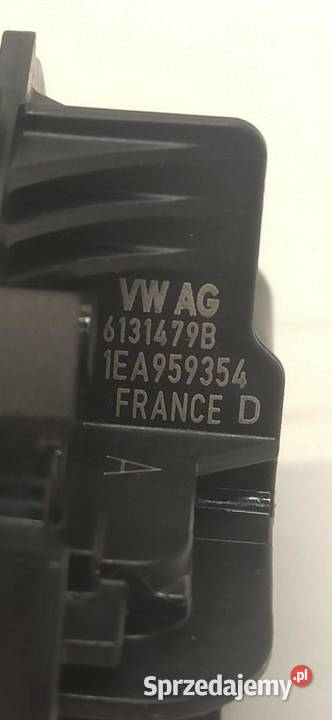 VW AG
6131479B
1EA959354
FRANCE D
A
Sprzedajemy.pl